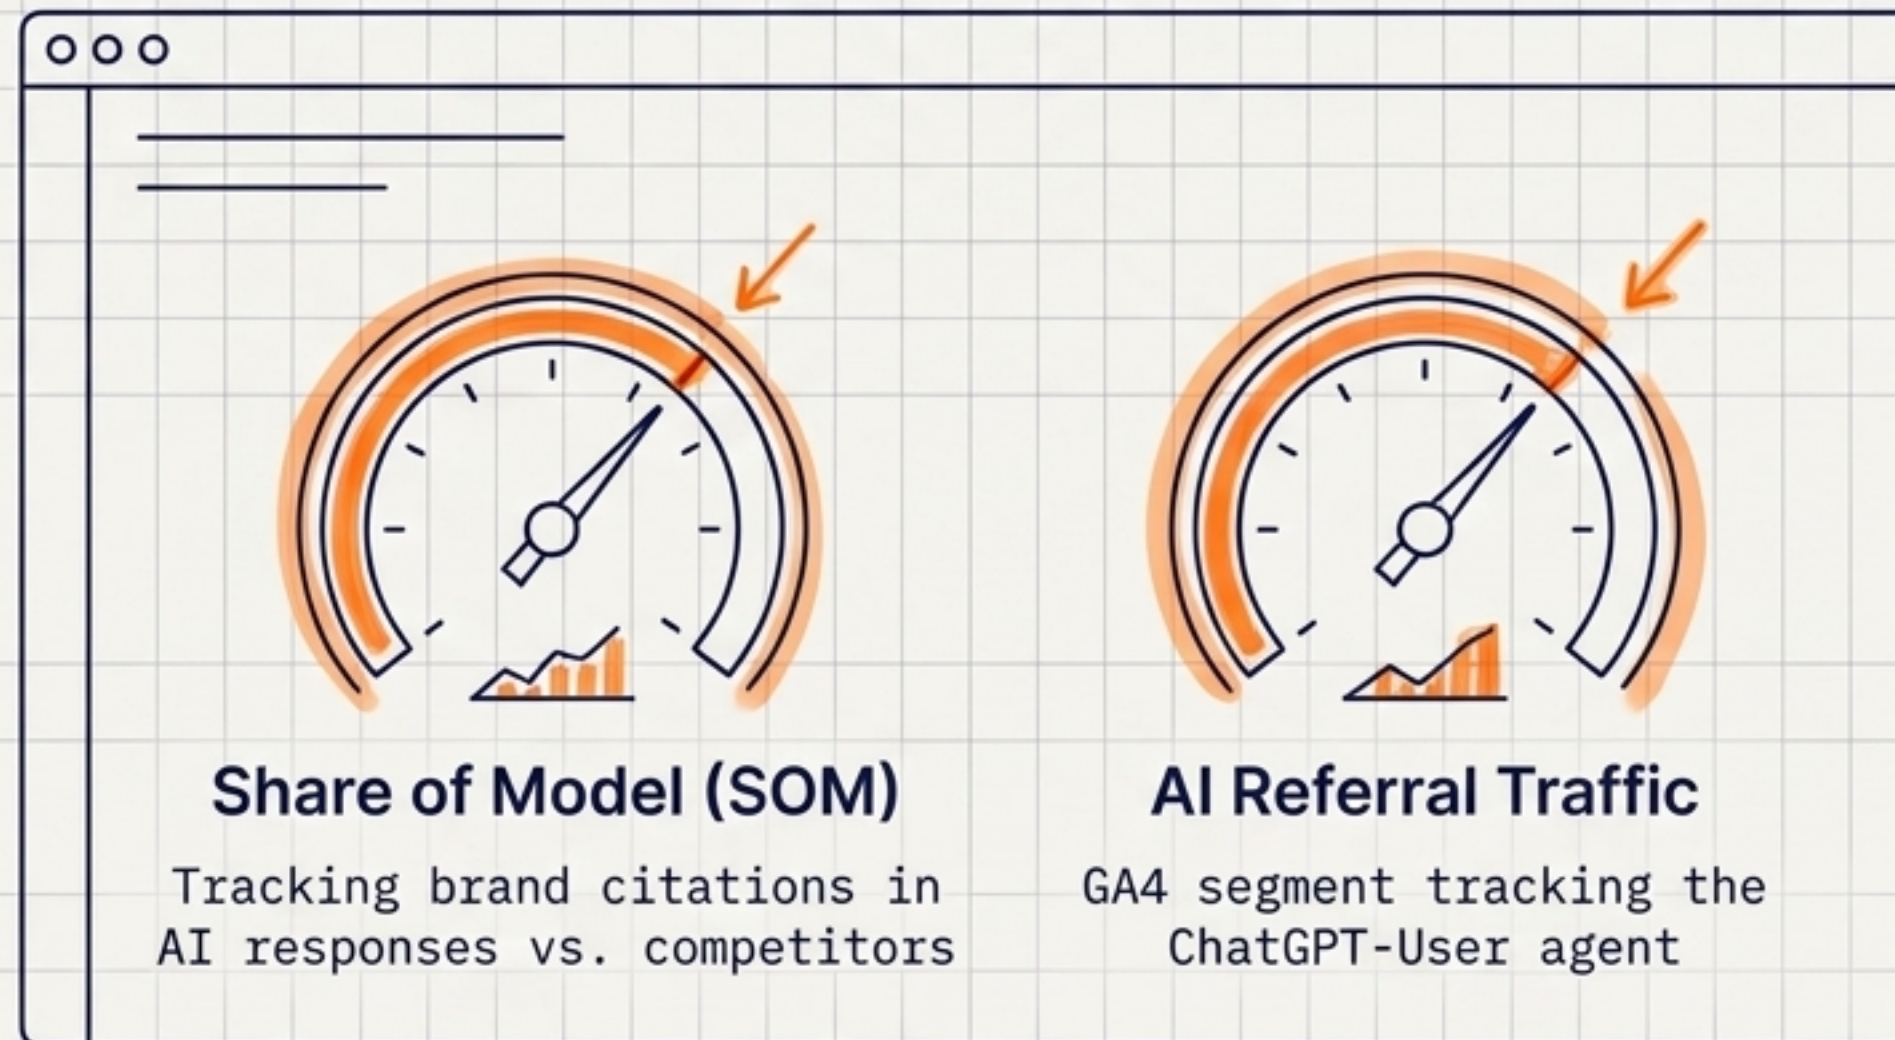 Share of Model (SOM)
Tracking brand citations in
AI responses vs. competitors
AI Referral Traffic
GA4 segment tracking the
ChatGPT-User agent